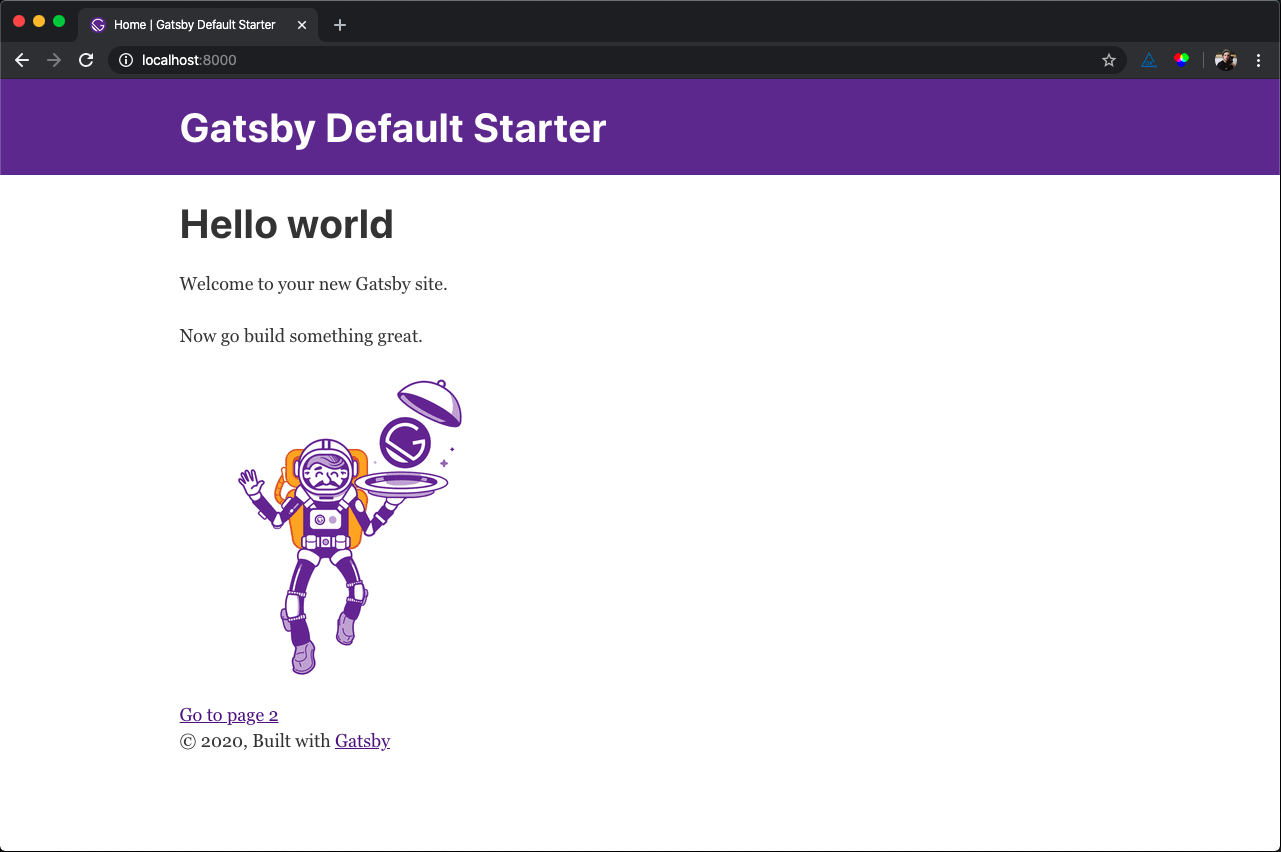 Home | Gatsby Default Starter
localhost:8000
Gatsby Default Starter
Hello world
Welcome to your new Gatsby site.
Now go build something great.
Go to page 2
© 2020, Built with Gatsby